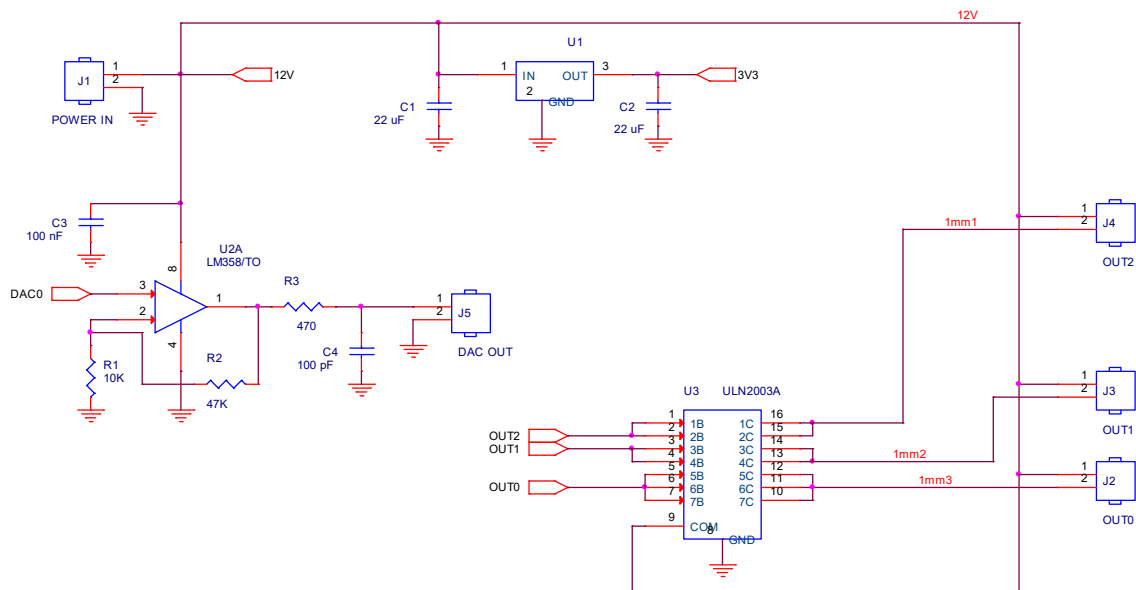 12V
U1
J1
1
2
12V
1
IN
OUT
3
2
GND
3V3
POWER IN
C1
22 uF
C2
22 uF
C3
100 nF
U2A
LM358/TO
8
1mm1
1
2
J4
OUT2
DAC0
3
2
1
4
R3
470
1
2
J5
DAC OUT
C4
100 pF
R1
10K
R2
47K
U3
ULN2003A
1
2
J3
OUT1
OUT2
OUT1
OUT0
1
1B
1C
16
2
2B
2C
15
3
3B
3C
14
4
4B
4C
13
5
5B
5C
12
6
6B
6C
11
7
7B
7C
10
9
COM
8
GND
1mm2
1mm3
1
2
J2
OUT0